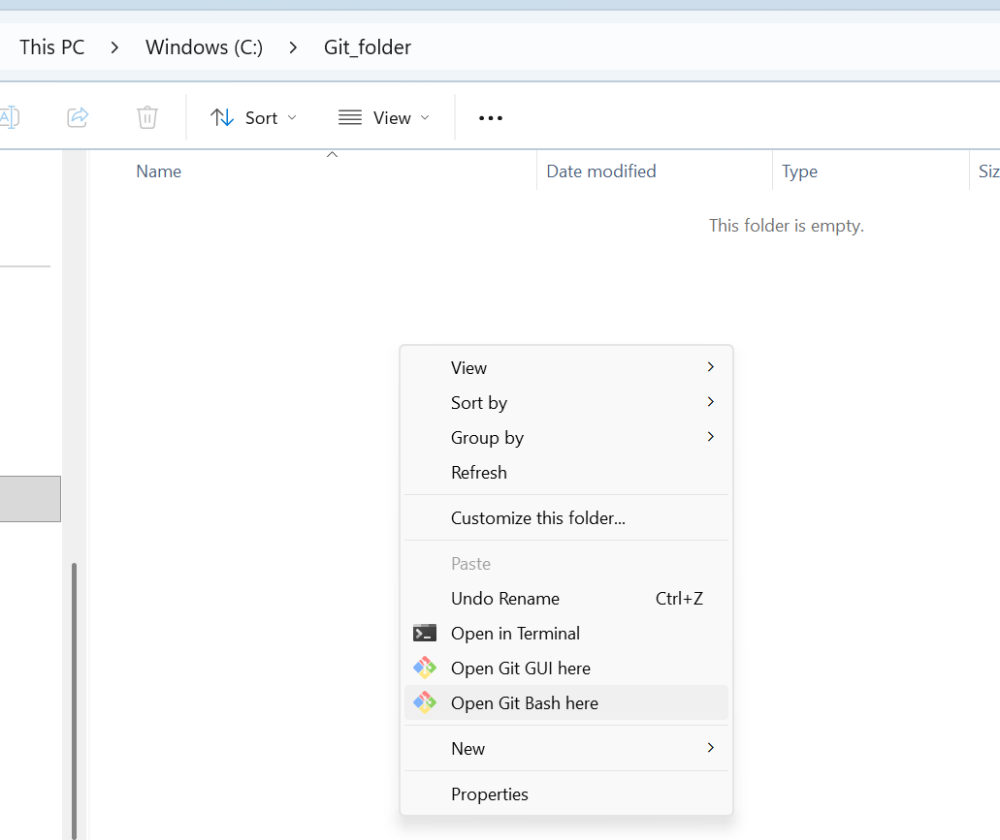 This PC > Windows (C:) > Git_folder
Sort View ...
Name Date modified Type
This folder is empty.
View
Sort by
Group by
Refresh
Customize this folder...
Paste
Undo Rename Ctrl+Z
Open in Terminal
Open Git GUI here
Open Git Bash here
New
Properties